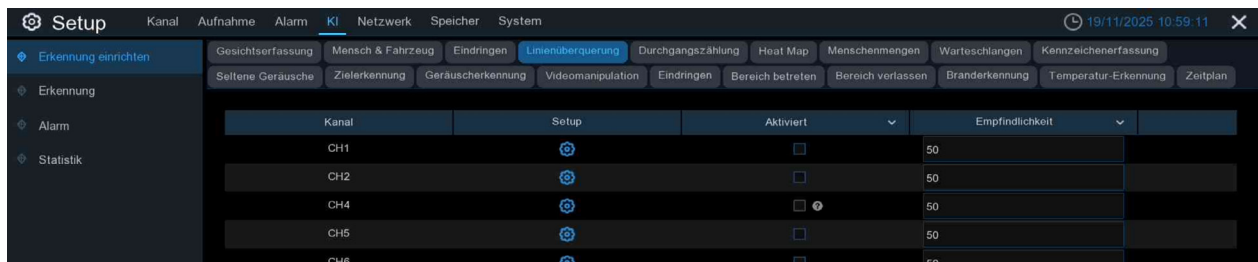 Setup Kanal Aufnahme Alarm KI Netzwerk Speicher System 19/11/2025 10:59:11
Erkennung einrichten
Erkennung
Alarm
Statistik
Gesichtserfassung Mensch & Fahrzeug Eindringen Linienüberquerung Durchgangszählung Heat Map Menschenmengen Warteschlangen Kennzeichenerfassung
Seltene Geräusche Zielerkennung Geräuscherkennung Videomanipulation Eindringen Bereich betreten Bereich verlassen Branderkennung Temperatur-Erkennung Zeitplan
Kanal Setup Aktiviert Empfindlichkeit
CH1 50
CH2 50
CH4 50
CH5 50
CH6 50